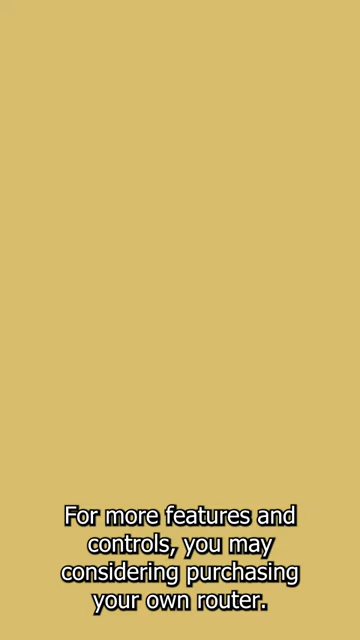 For more features and
controls, you may
considering purchasing
your own router.